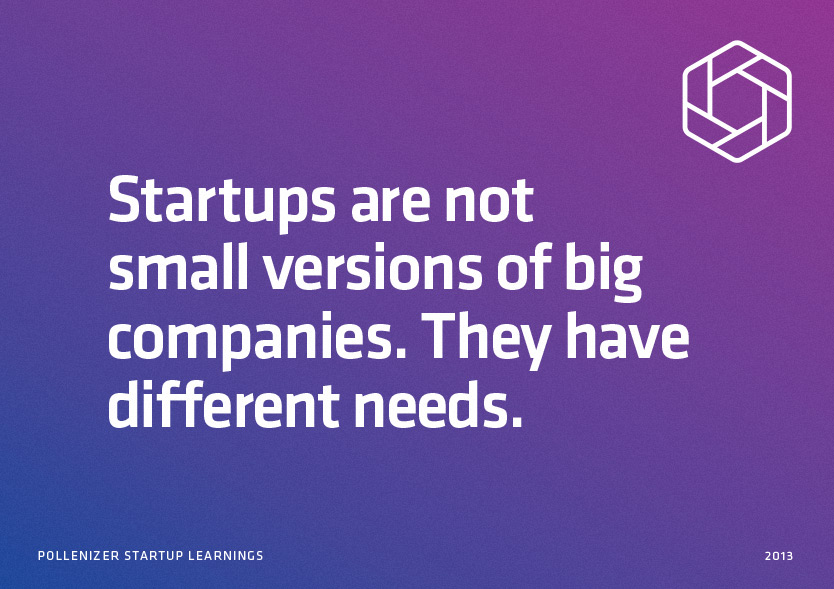 Startups are not
small versions of big
companies. They have
different needs.
POLLENIZER STARTUP LEARNINGS
2013